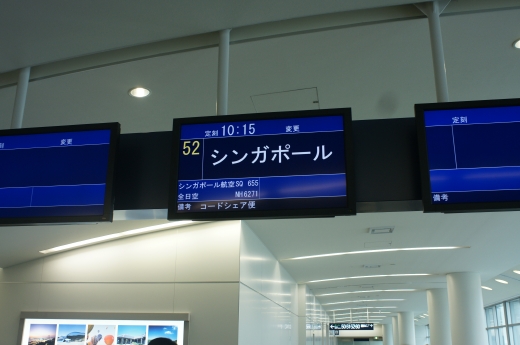 変更
定刻 10:15 変更
52 シンガポール
シンガポール航空 SQ 655
全日空 NH6271
備考 コードシェア便
定刻
備考